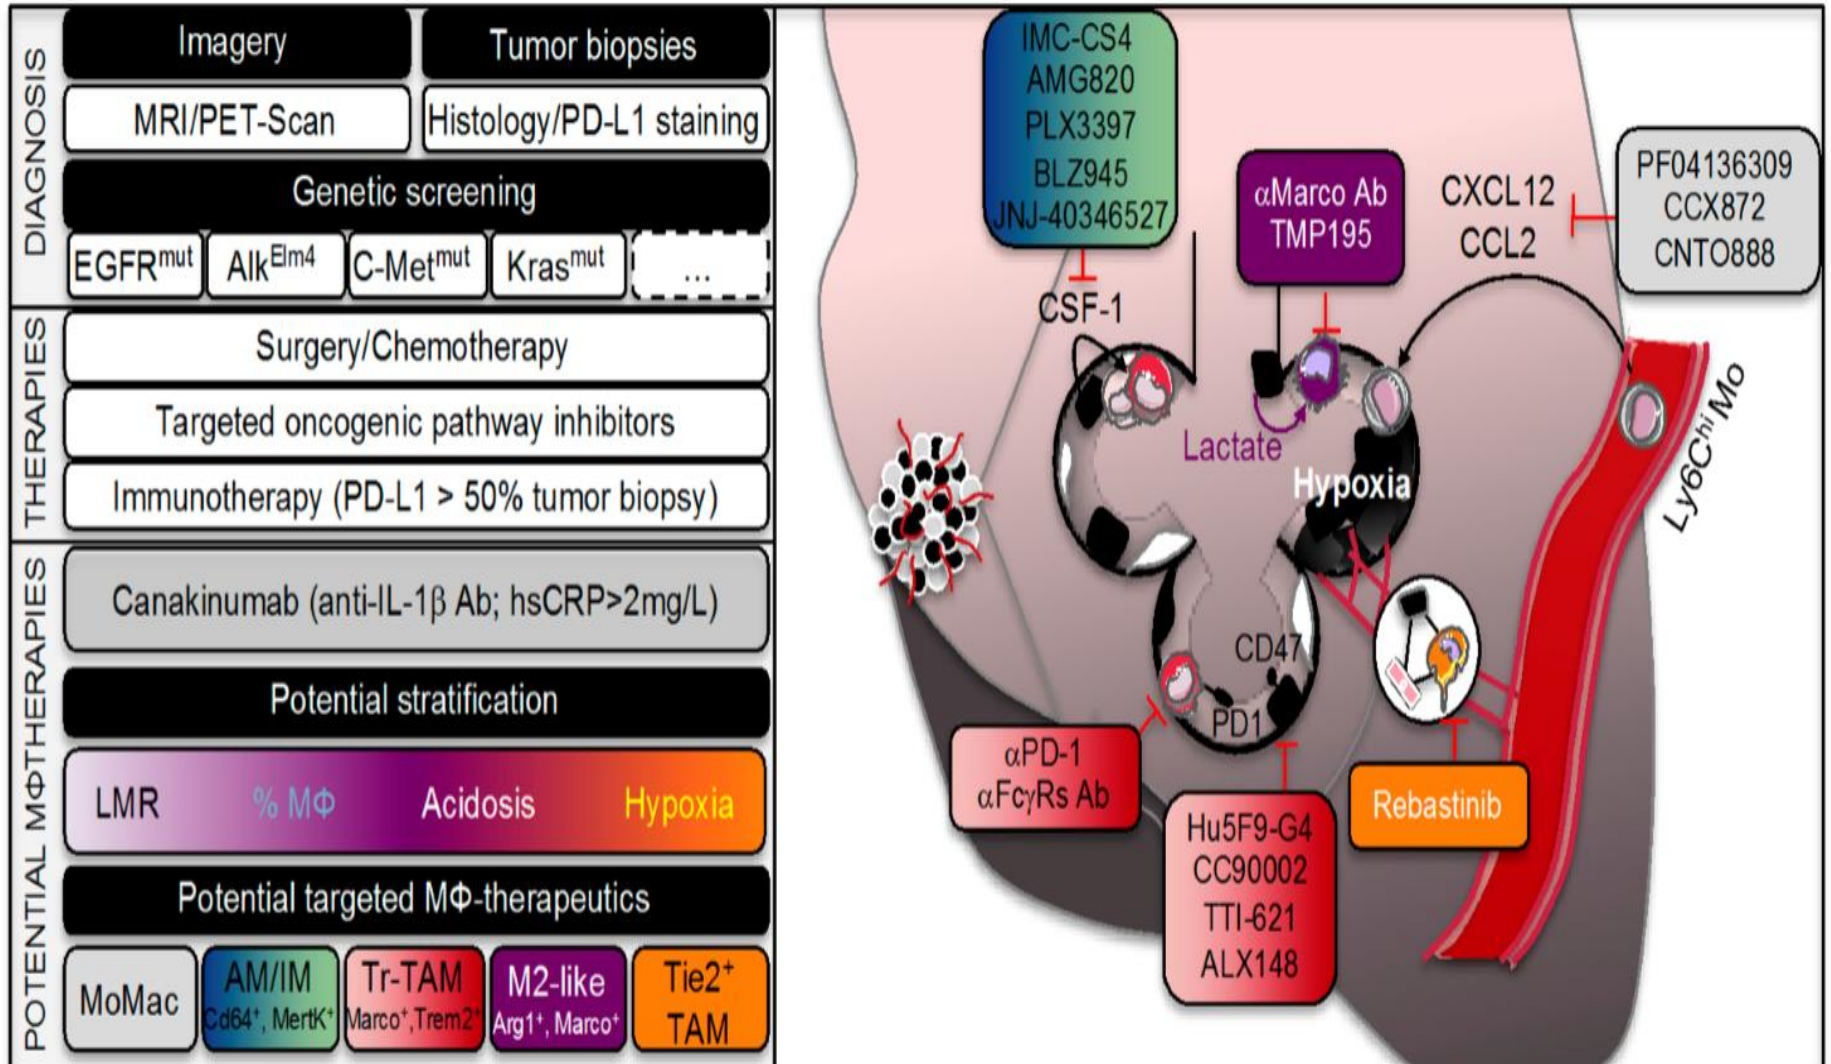 DIAGNOSIS
Imagery
Tumor biopsies
MRI/PET-Scan
Histology/PD-L1 staining
Genetic screening
EGFRmut
AlkElm4
C-Metmut
Krasmut
...
THERAPIES
Surgery/Chemotherapy
Targeted oncogenic pathway inhibitors
Immunotherapy (PD-L1 > 50% tumor biopsy)
POTENTIAL MΦTHERAPIES
Canakinumab (anti-IL-1β Ab; hsCRP>2mg/L)
Potential stratification
LMR
% MΦ
Acidosis
Hypoxia
Potential targeted MΦ-therapeutics
MoMac
AM/IM
Cd64+, MertK+
Tr-TAM
Marco+,Trem2+
M2-like
Arg1+, Marco+
Tie2+
TAM
IMC-CS4
AMG820
PLX3397
BLZ945
JNJ-40346527
CSF-1
αMarco Ab
TMP195
CXCL12
CCL2
PF04136309
CCX872
CNTO888
Lactate
Hypoxia
Ly6Chi Mo
CD47
PD1
αPD-1
αFcγRs Ab
Hu5F9-G4
CC90002
TTI-621
ALX148
Rebastinib